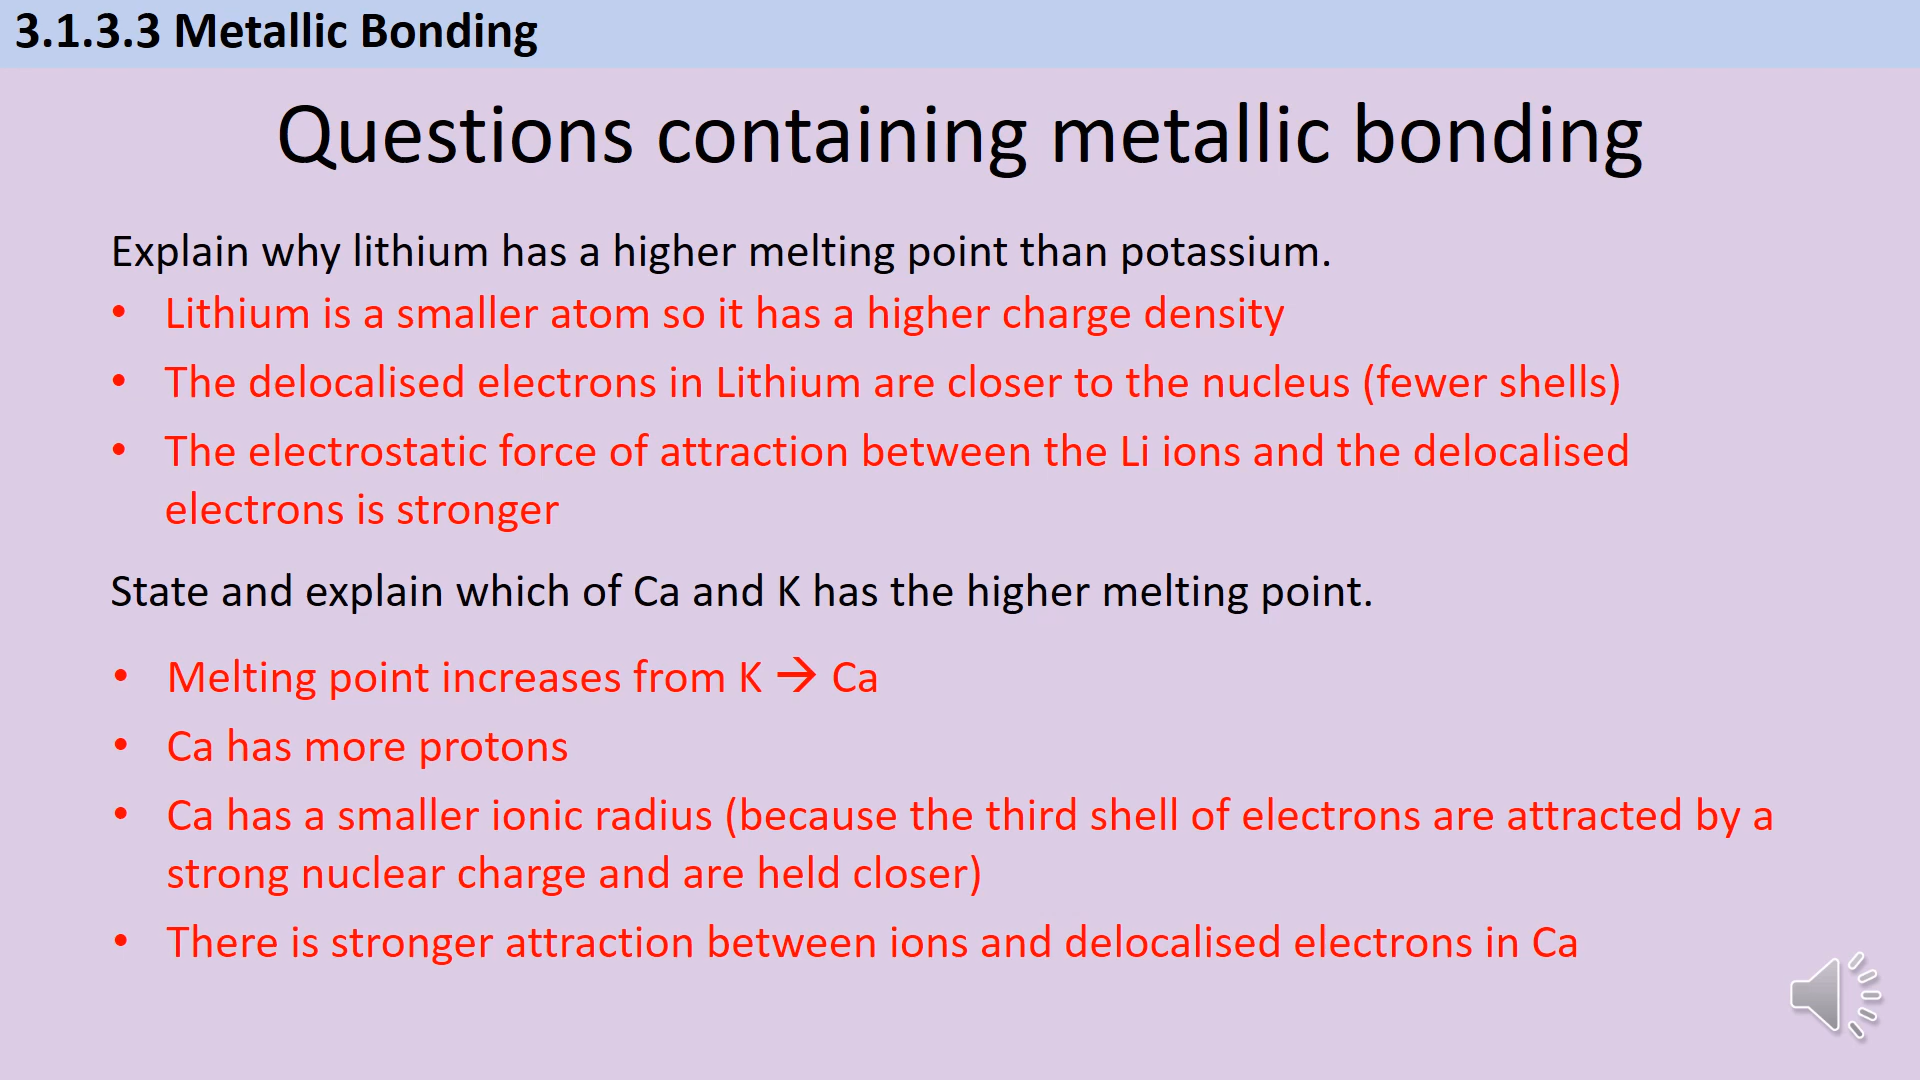 3.1.3.3 Metallic Bonding
Questions containing metallic bonding
Explain why lithium has a higher melting point than potassium.
• Lithium is a smaller atom so it has a higher charge density
• The delocalised electrons in Lithium are closer to the nucleus (fewer shells)
• The electrostatic force of attraction between the Li ions and the delocalised
electrons is stronger
State and explain which of Ca and K has the higher melting point.
• Melting point increases from K → Ca
• Ca has more protons
• Ca has a smaller ionic radius (because the third shell of electrons are attracted by a
strong nuclear charge and are held closer)
• There is stronger attraction between ions and delocalised electrons in Ca